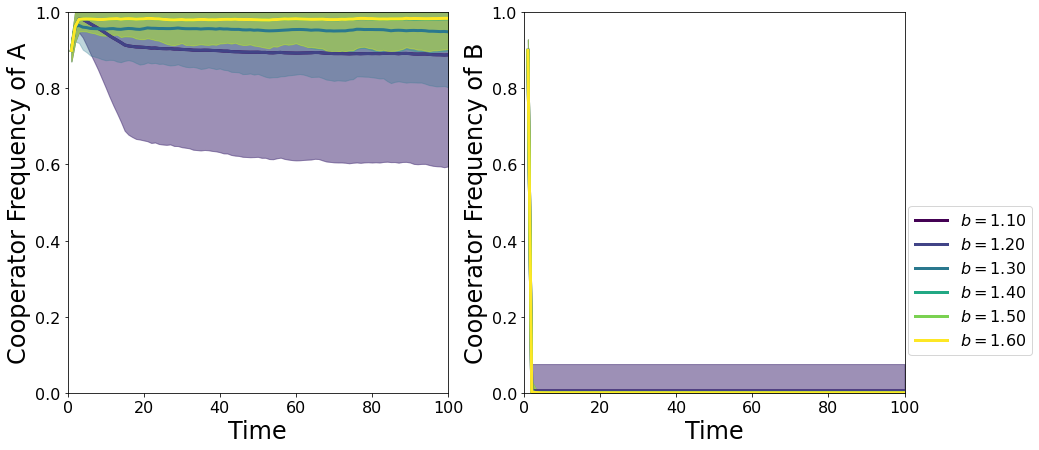 Cooperator Frequency of A
1.0
0.8
0.6
0.4
0.2
0.0
0 20 40 60 80 100
Time
Cooperator Frequency of B
1.0
0.8
0.6
0.4
0.2
0.0
0 20 40 60 80 100
Time
b = 1.10
b = 1.20
b = 1.30
b = 1.40
b = 1.50
b = 1.60